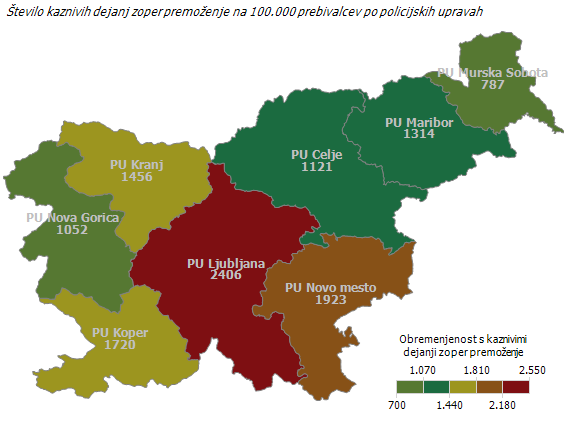 Število kaznivih dejanj zoper premoženje na 100.000 prebivalcev po policijskih upravah
PU Murska Sobota
787
PU Maribor
1314
PU Celje
1121
PU Kranj
1456
PU Nova Gorica
1052
PU Ljubljana
2406
PU Novo mesto
1923
PU Koper
1720
Obremenjenost s kaznivimi
dejanji zoper premoženje
1.070 1.810 2.550
700 1.440 2.180